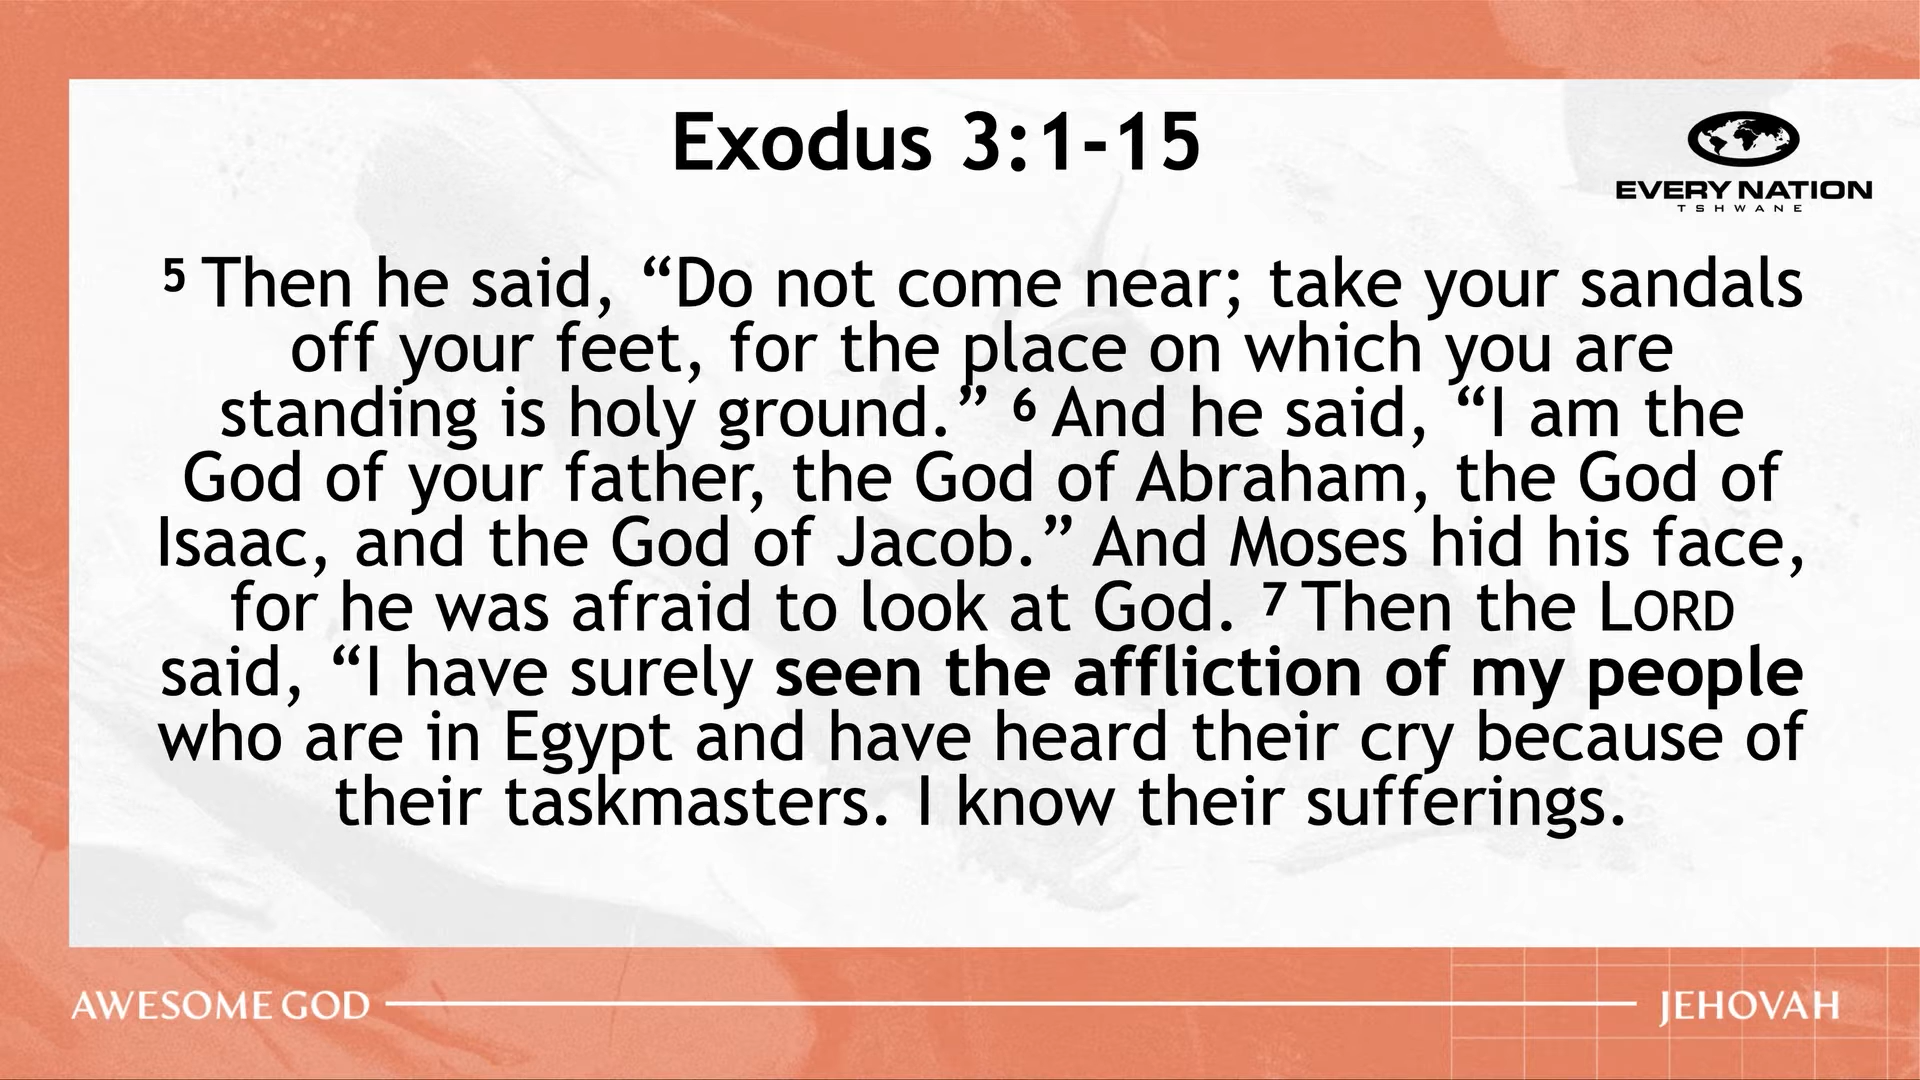 Exodus 3:1-15
EVERY NATION
TSHWANE
5 Then he said, “Do not come near; take your sandals
off your feet, for the place on which you are
standing is holy ground.” 6 And he said, “I am the
God of your father, the God of Abraham, the God of
Isaac, and the God of Jacob.” And Moses hid his face,
for he was afraid to look at God. 7 Then the LORD
said, “I have surely seen the affliction of my people
who are in Egypt and have heard their cry because of
their taskmasters. I know their sufferings.
AWESOME GOD
JEHOVAH